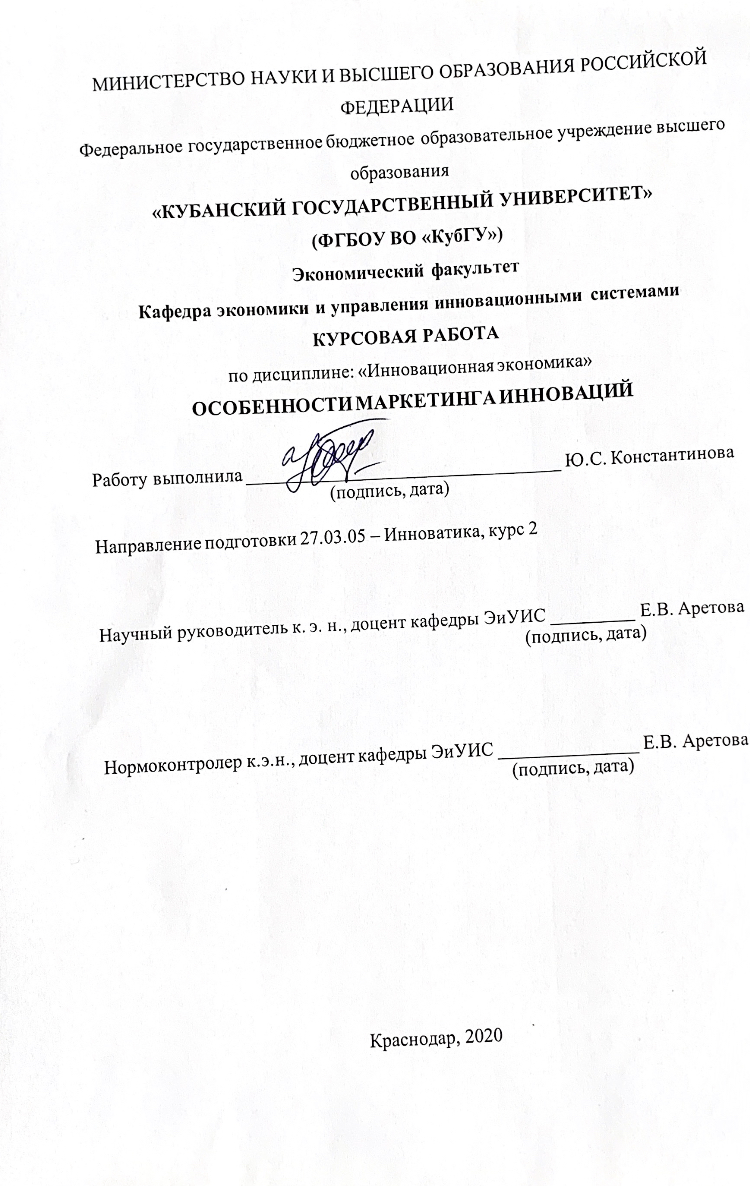 МИНИСТЕРСТВО НАУКИ И ВЫСШЕГО ОБРАЗОВАНИЯ РОССИЙСКОЙ
ФЕДЕРАЦИИ
Федеральное государственное бюджетное образовательное учреждение высшего
образования
«КУБАНСКИЙ ГОСУДАРСТВЕННЫЙ УНИВЕРСИТЕТ»
(ФГБОУ ВО «КубГУ»)
Экономический факультет
Кафедра экономики и управления инновационными системами
КУРСОВАЯ РАБОТА
по дисциплине: «Инновационная экономика»
ОСОБЕННОСТИ МАРКЕТИНГА ИННОВАЦИЙ
Работу выполнила ______________________________ Ю.С. Константинова
(подпись, дата)
Направление подготовки 27.03.05 – Инноватика, курс 2
Научный руководитель к. э. н., доцент кафедры ЭиУИС _________ Е.В. Аретова
(подпись, дата)
Нормоконтролер к.э.н., доцент кафедры ЭиУИС _______________ Е.В. Аретова
(подпись, дата)
Краснодар, 2020